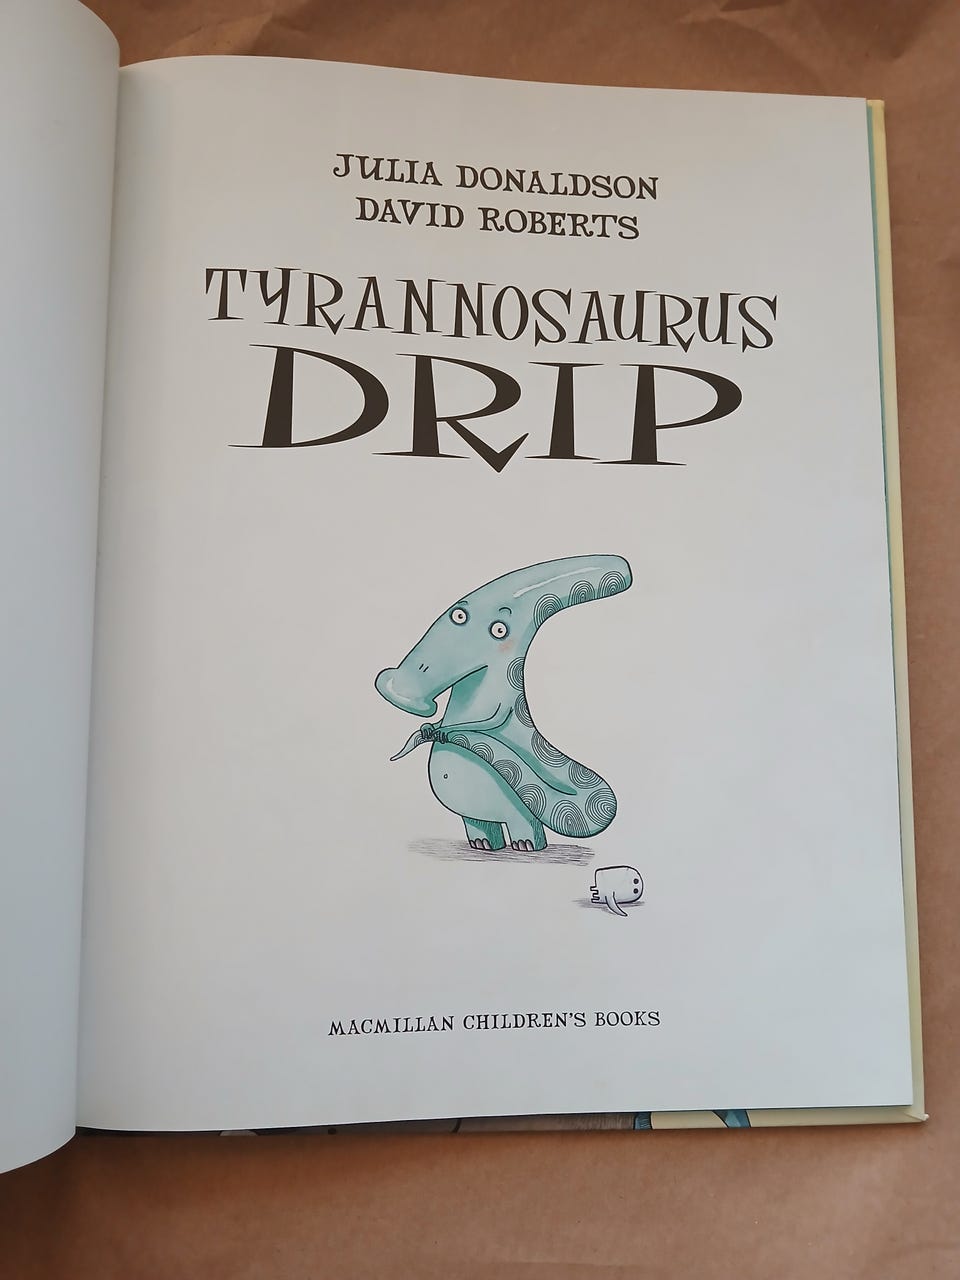 JULIA DONALDSON
DAVID ROBERTS
TYRANNOSAURUS
DRIP
MACMILLAN CHILDREN'S BOOKS